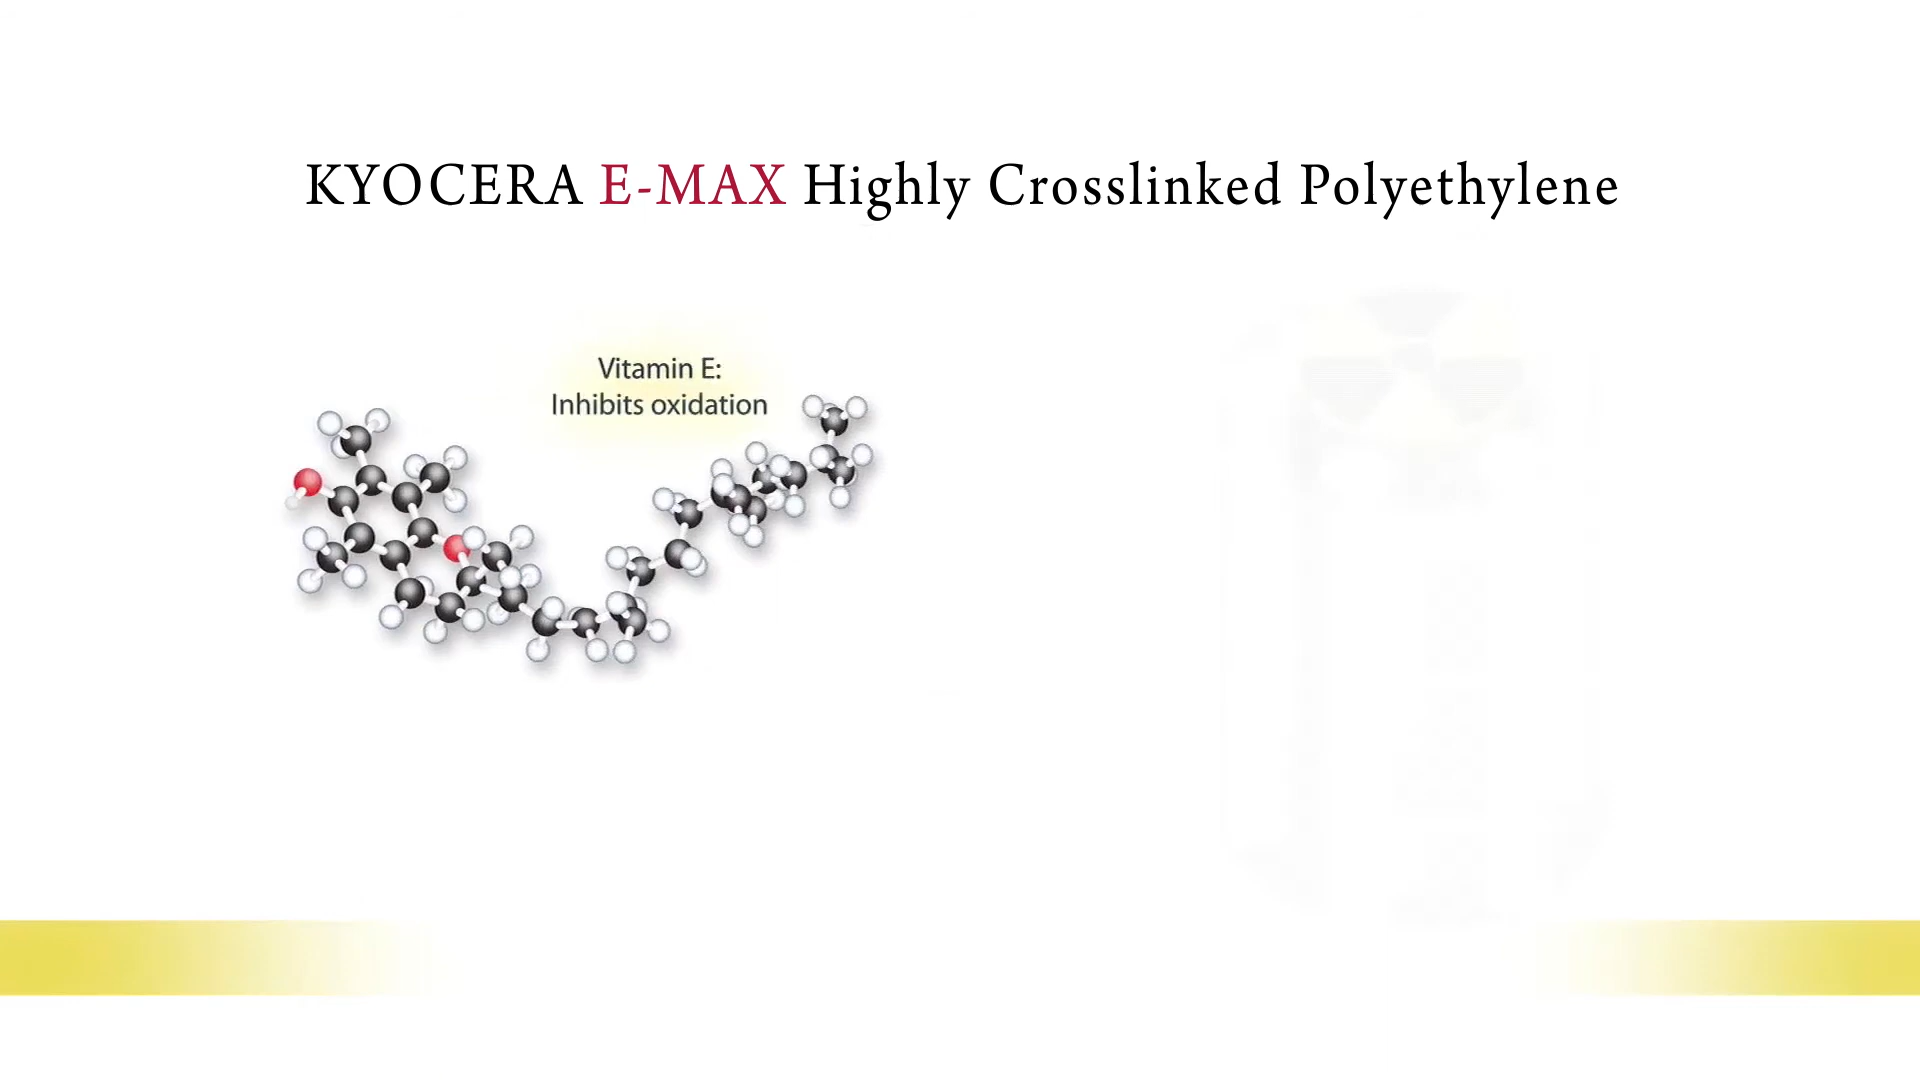 KYOCERA E-MAX Highly Crosslinked Polyethylene
Vitamin E:
Inhibits oxidation